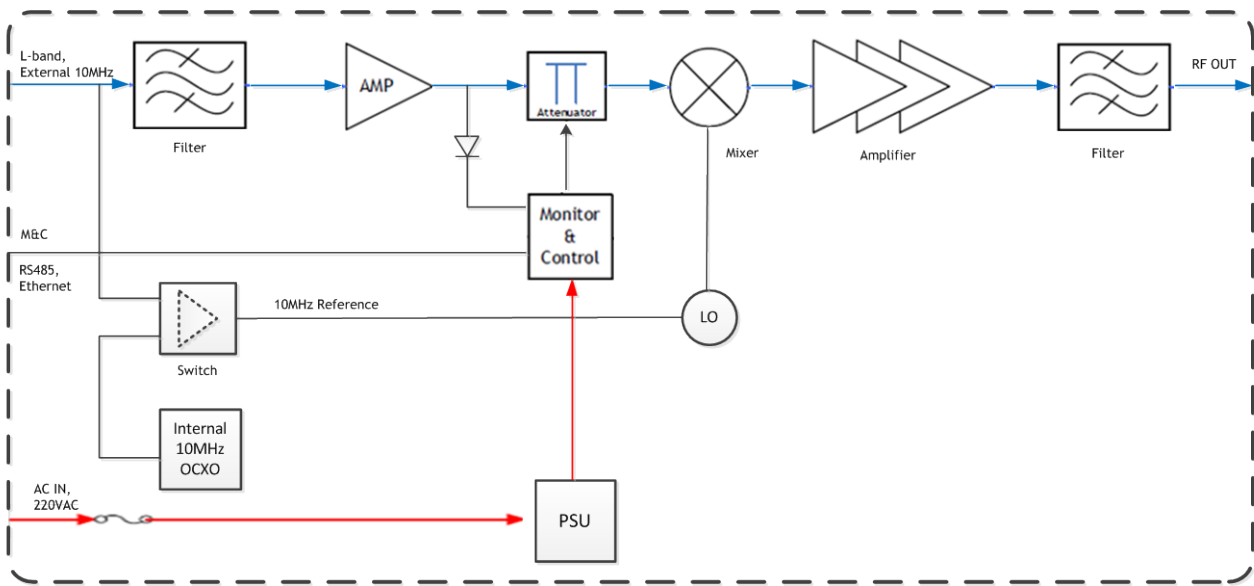 L-band,
External 10MHz
Filter
AMP
Attenuator
Mixer
Amplifier
Filter
RF OUT
Monitor
&
Control
M&C
RS485,
Ethernet
10MHz Reference
LO
Switch
Internal
10MHz
OCXO
AC IN,
220VAC
PSU